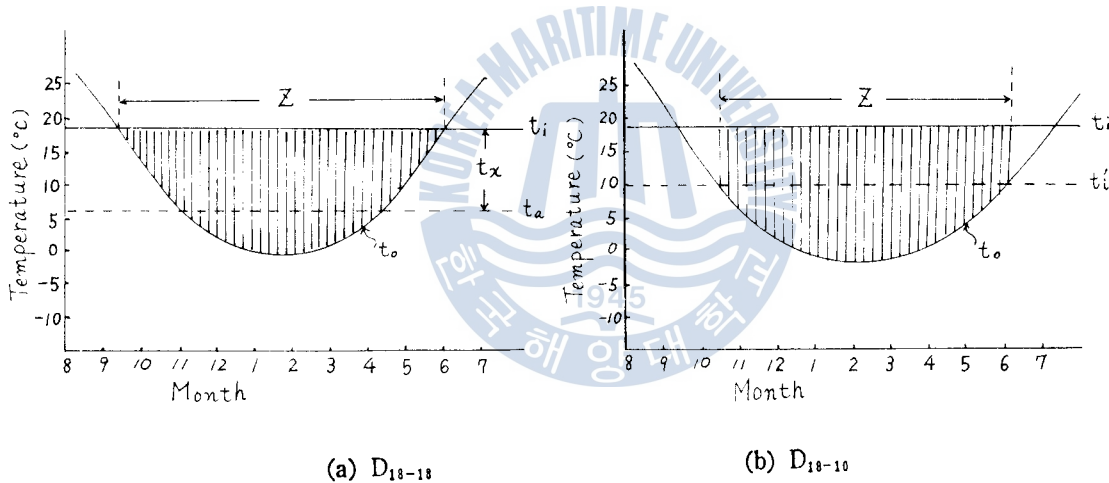 KOREA MARITIME UNIVERSITY
1945
한국해양대학교
Temperature (°C)
25
20
15
10
5
0
-5
-10
Z
ti
tx
ta
to
8 9 10 11 12 1 2 3 4 5 6 7
Month
(a) D18-18
Temperature (°C)
25
20
15
10
5
0
-5
-10
Z
ti
ti'
to
8 9 10 11 12 1 2 3 4 5 6 7
Month
(b) D18-10